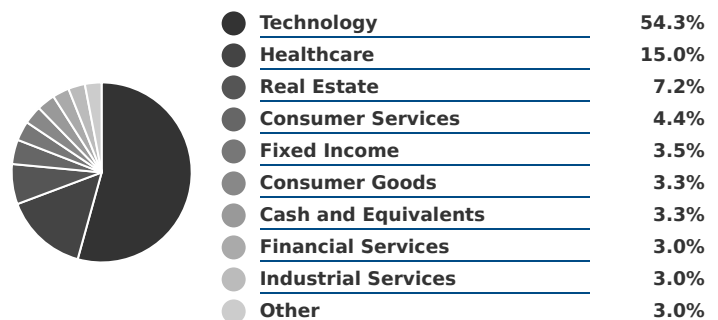 Technology 54.3%
Healthcare 15.0%
Real Estate 7.2%
Consumer Services 4.4%
Fixed Income 3.5%
Consumer Goods 3.3%
Cash and Equivalents 3.3%
Financial Services 3.0%
Industrial Services 3.0%
Other 3.0%